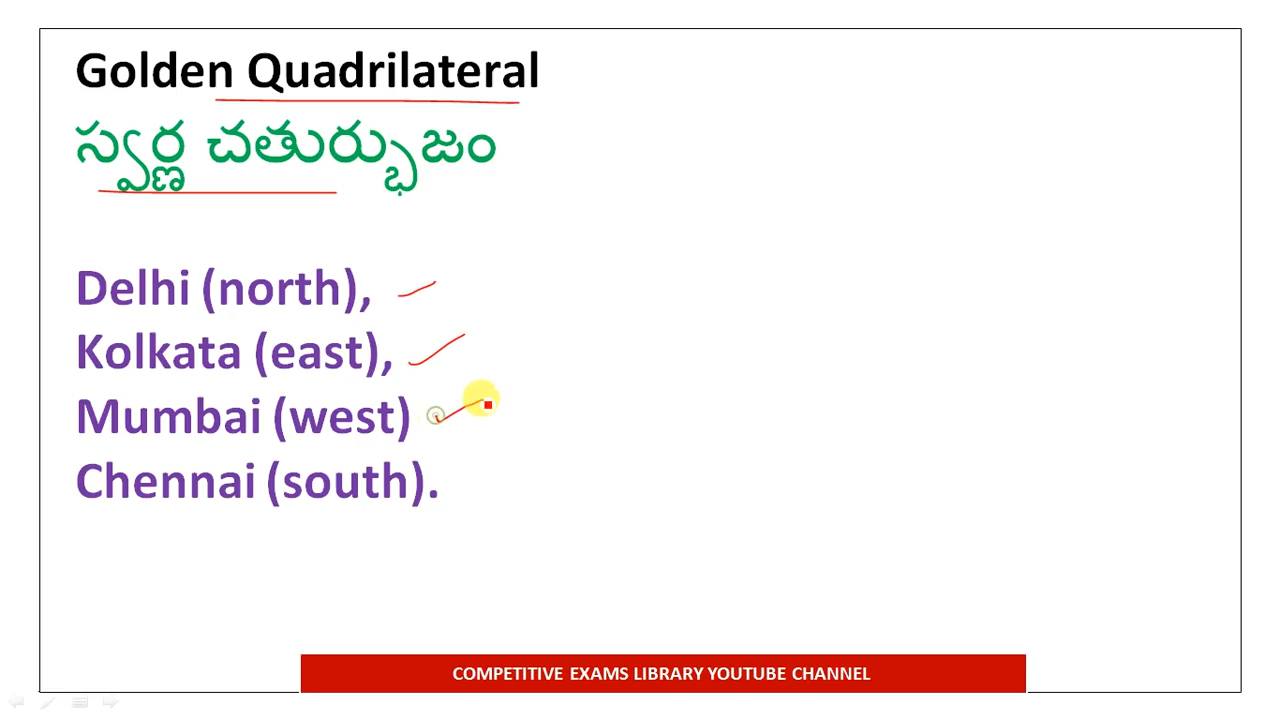 Golden Quadrilateral
స్వర్ణ చతుర్భుజం
Delhi (north),
Kolkata (east),
Mumbai (west)
Chennai (south).
COMPETITIVE EXAMS LIBRARY YOUTUBE CHANNEL